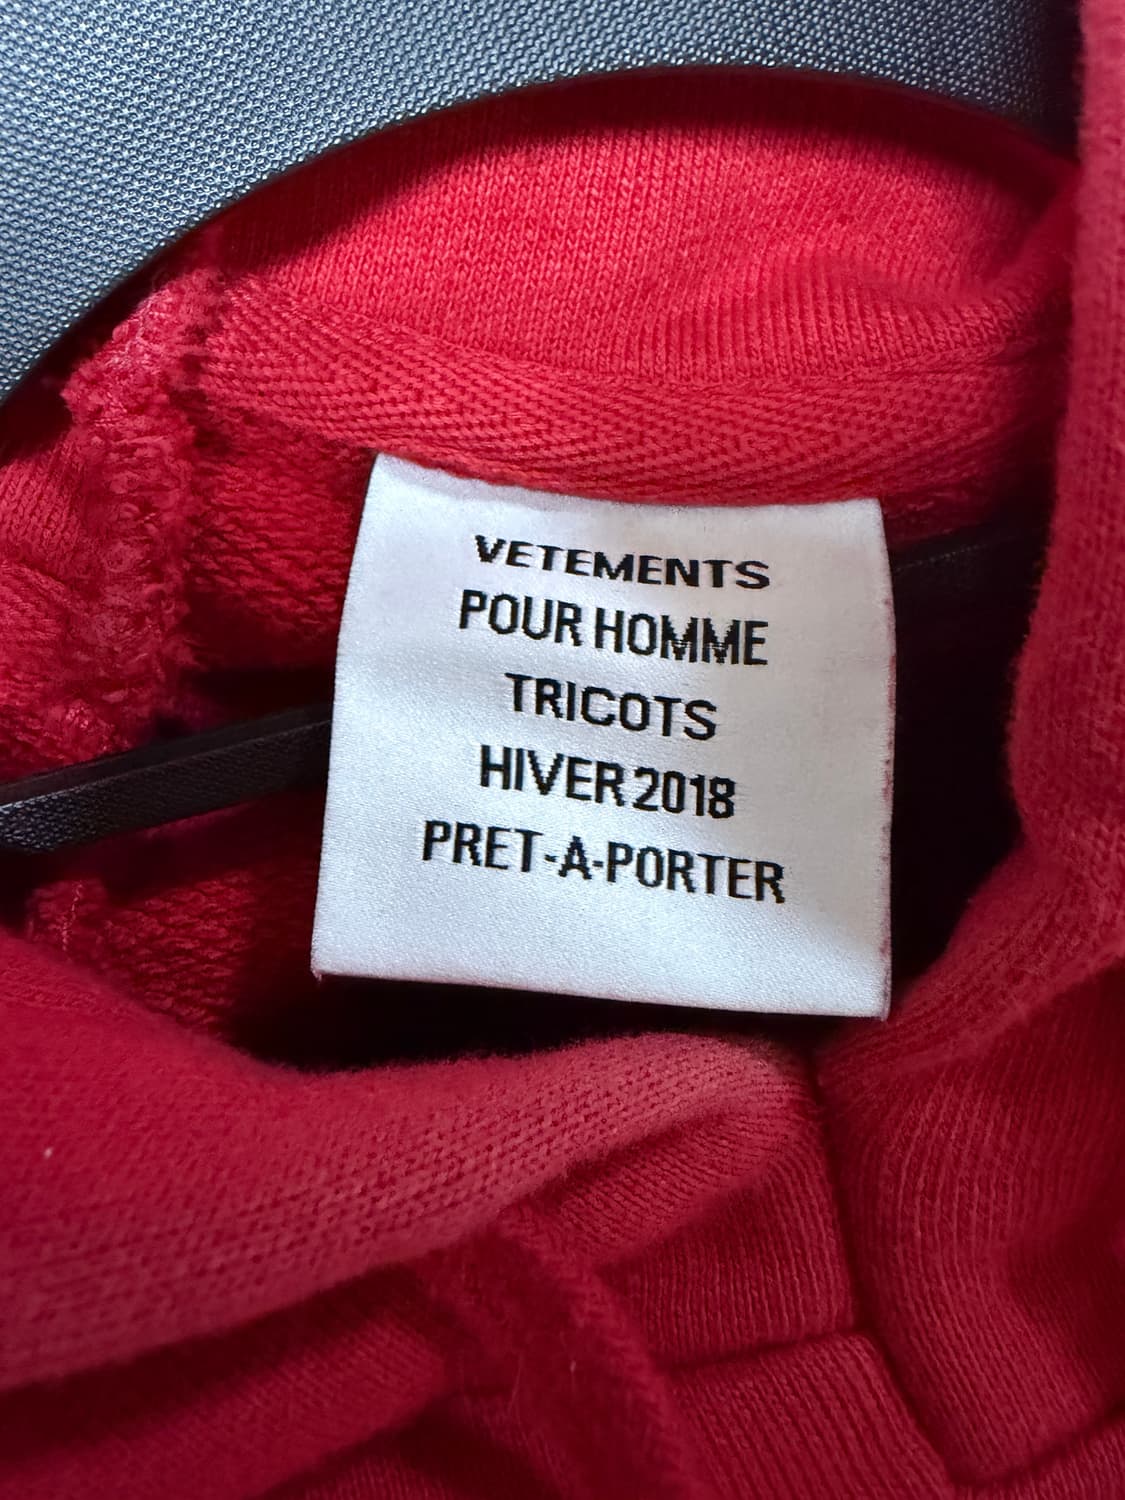 VETEMENTS
POUR HOMME
TRICOTS
HIVER 2018
PRET-A-PORTER